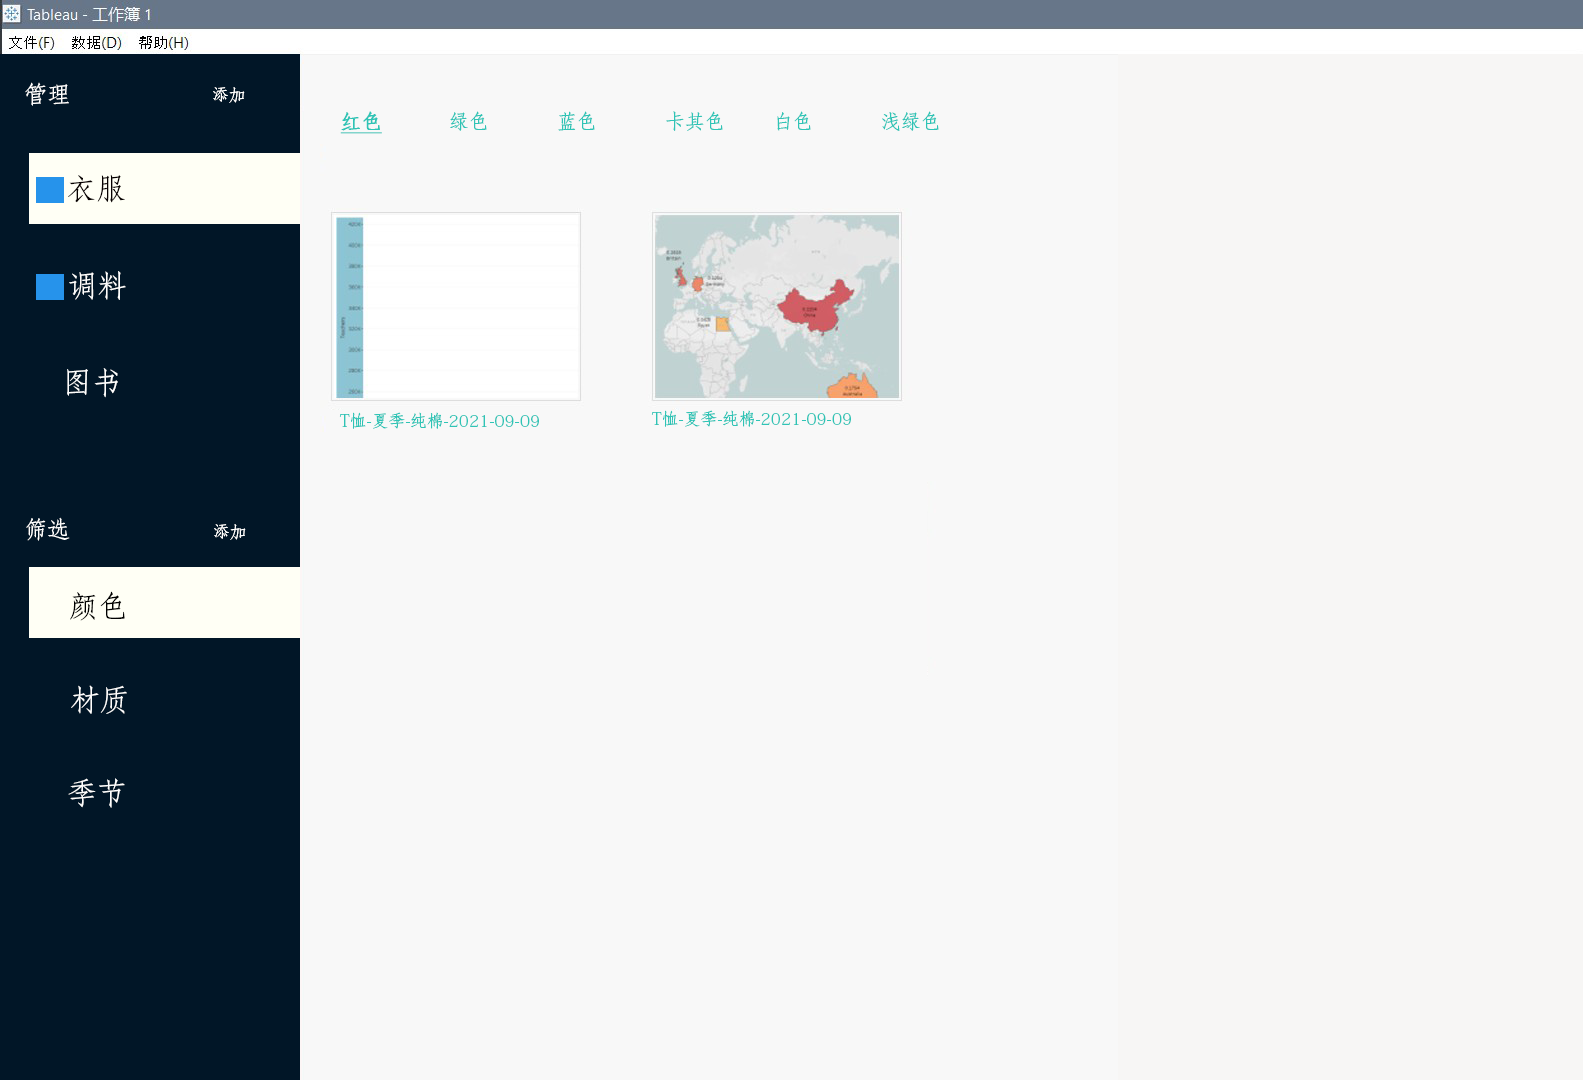 Tableau - 工作簿 1
文件(F) 数据(D) 帮助(H)
管理 添加
衣服
调料
图书
筛选 添加
颜色
材质
季节
红色 绿色 蓝色 卡其色 白色 浅绿色
T恤-夏季-纯棉-2021-09-09
T恤-夏季-纯棉-2021-09-09